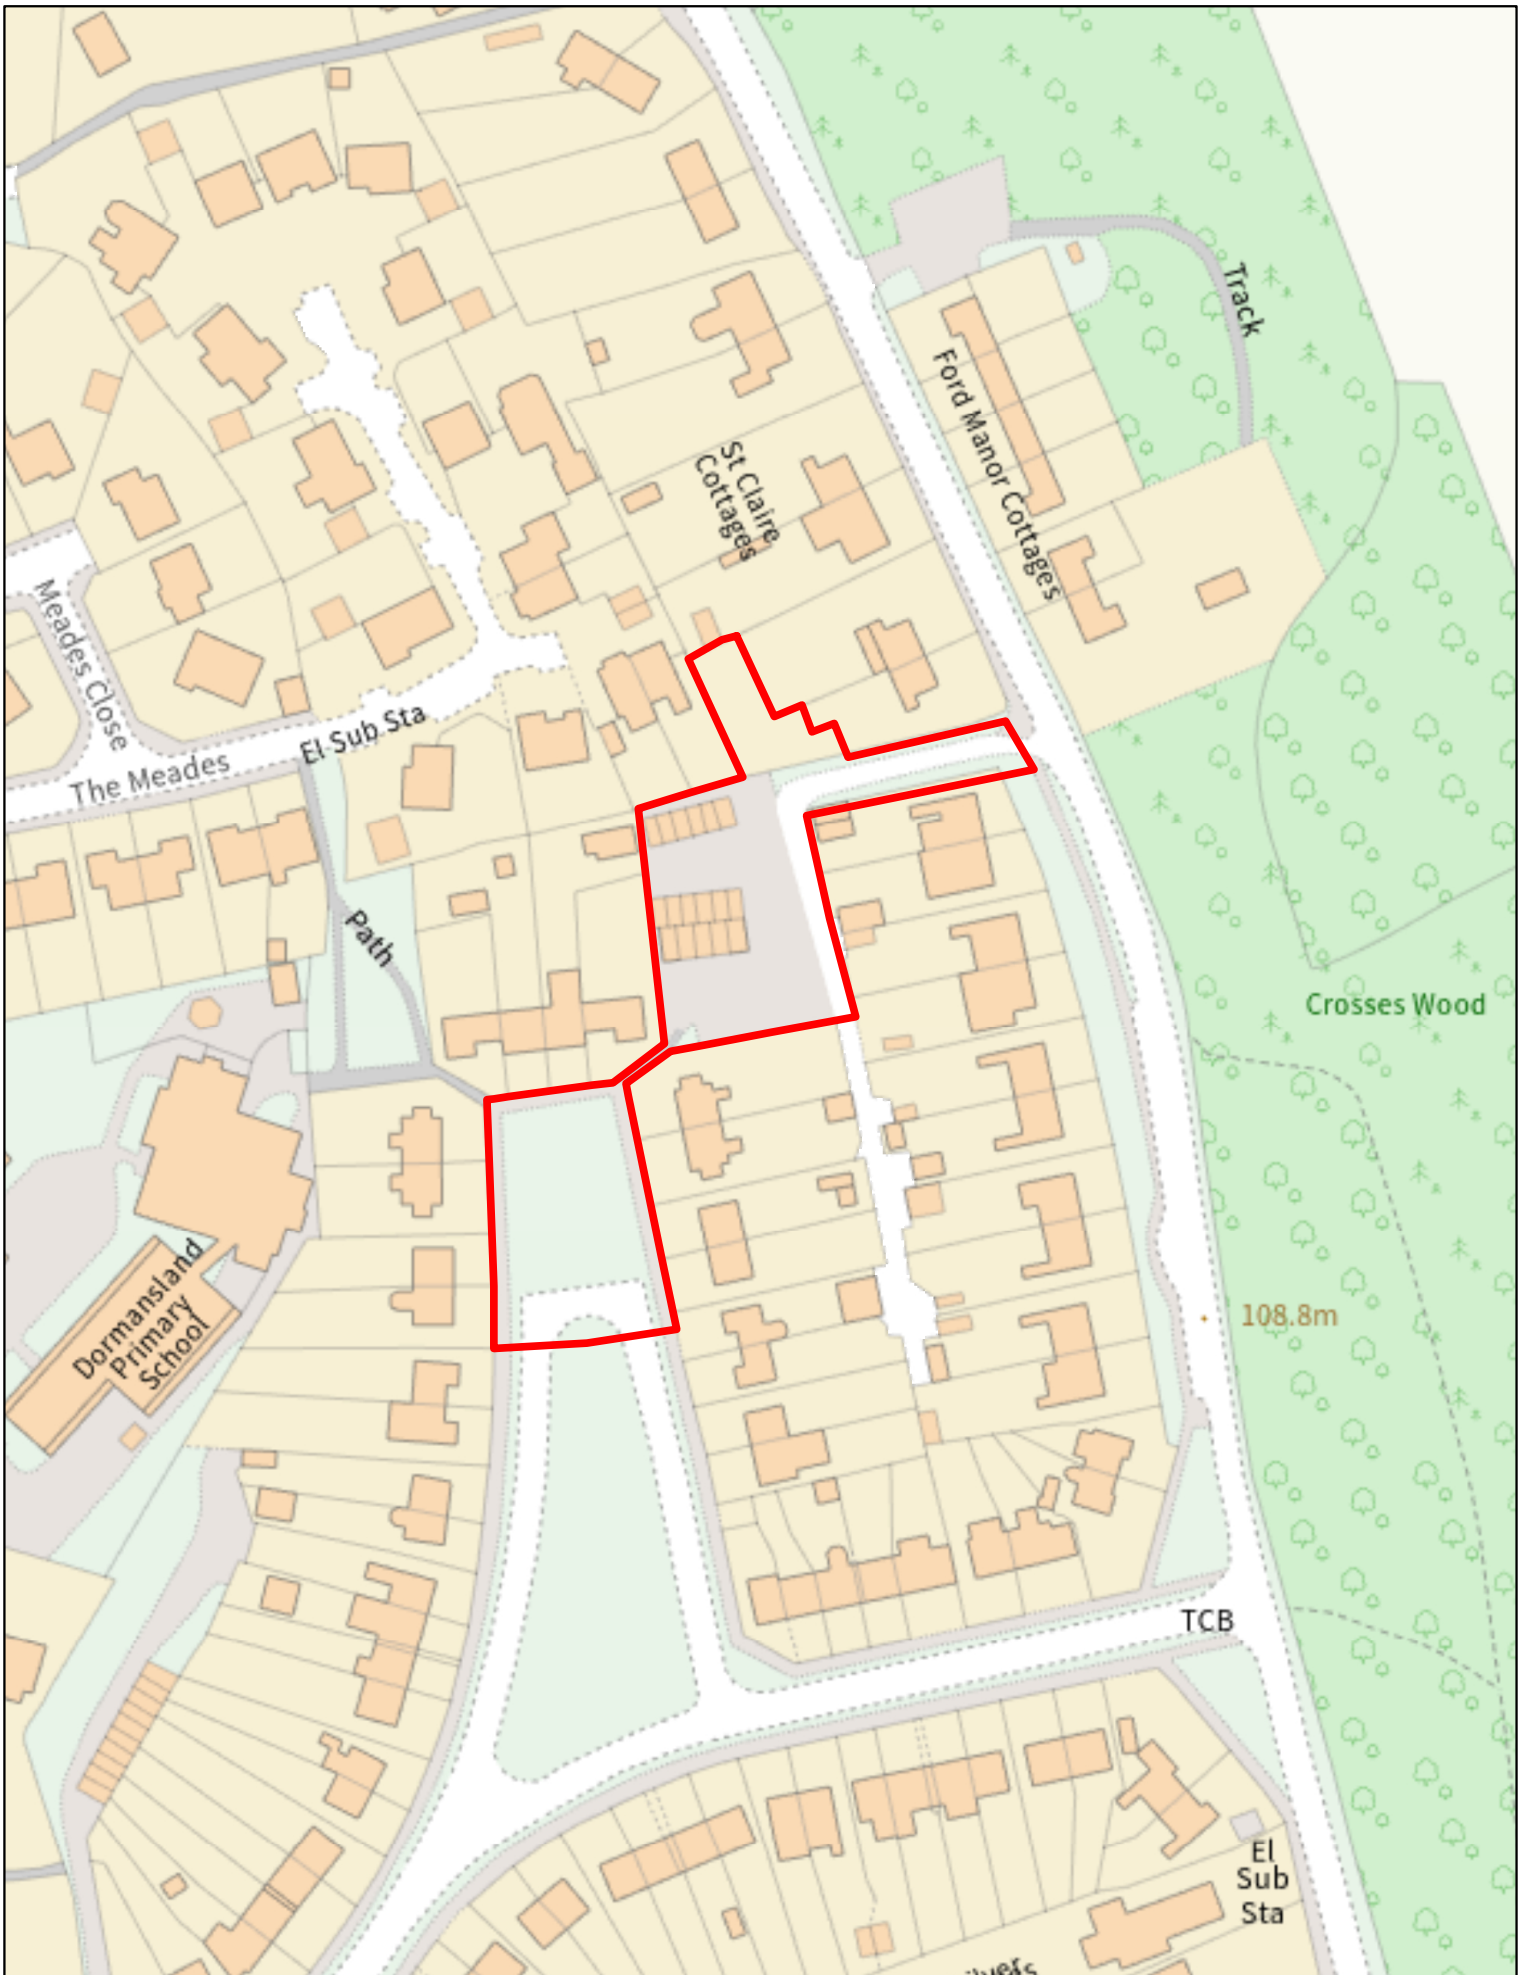 Track
Ford Manor Cottages
St Claire
Cottages
Meades Close
El Sub Sta
The Meades
Path
Crosses Wood
Dormansland
Primary
School
108.8m
TCB
El
Sub
Sta